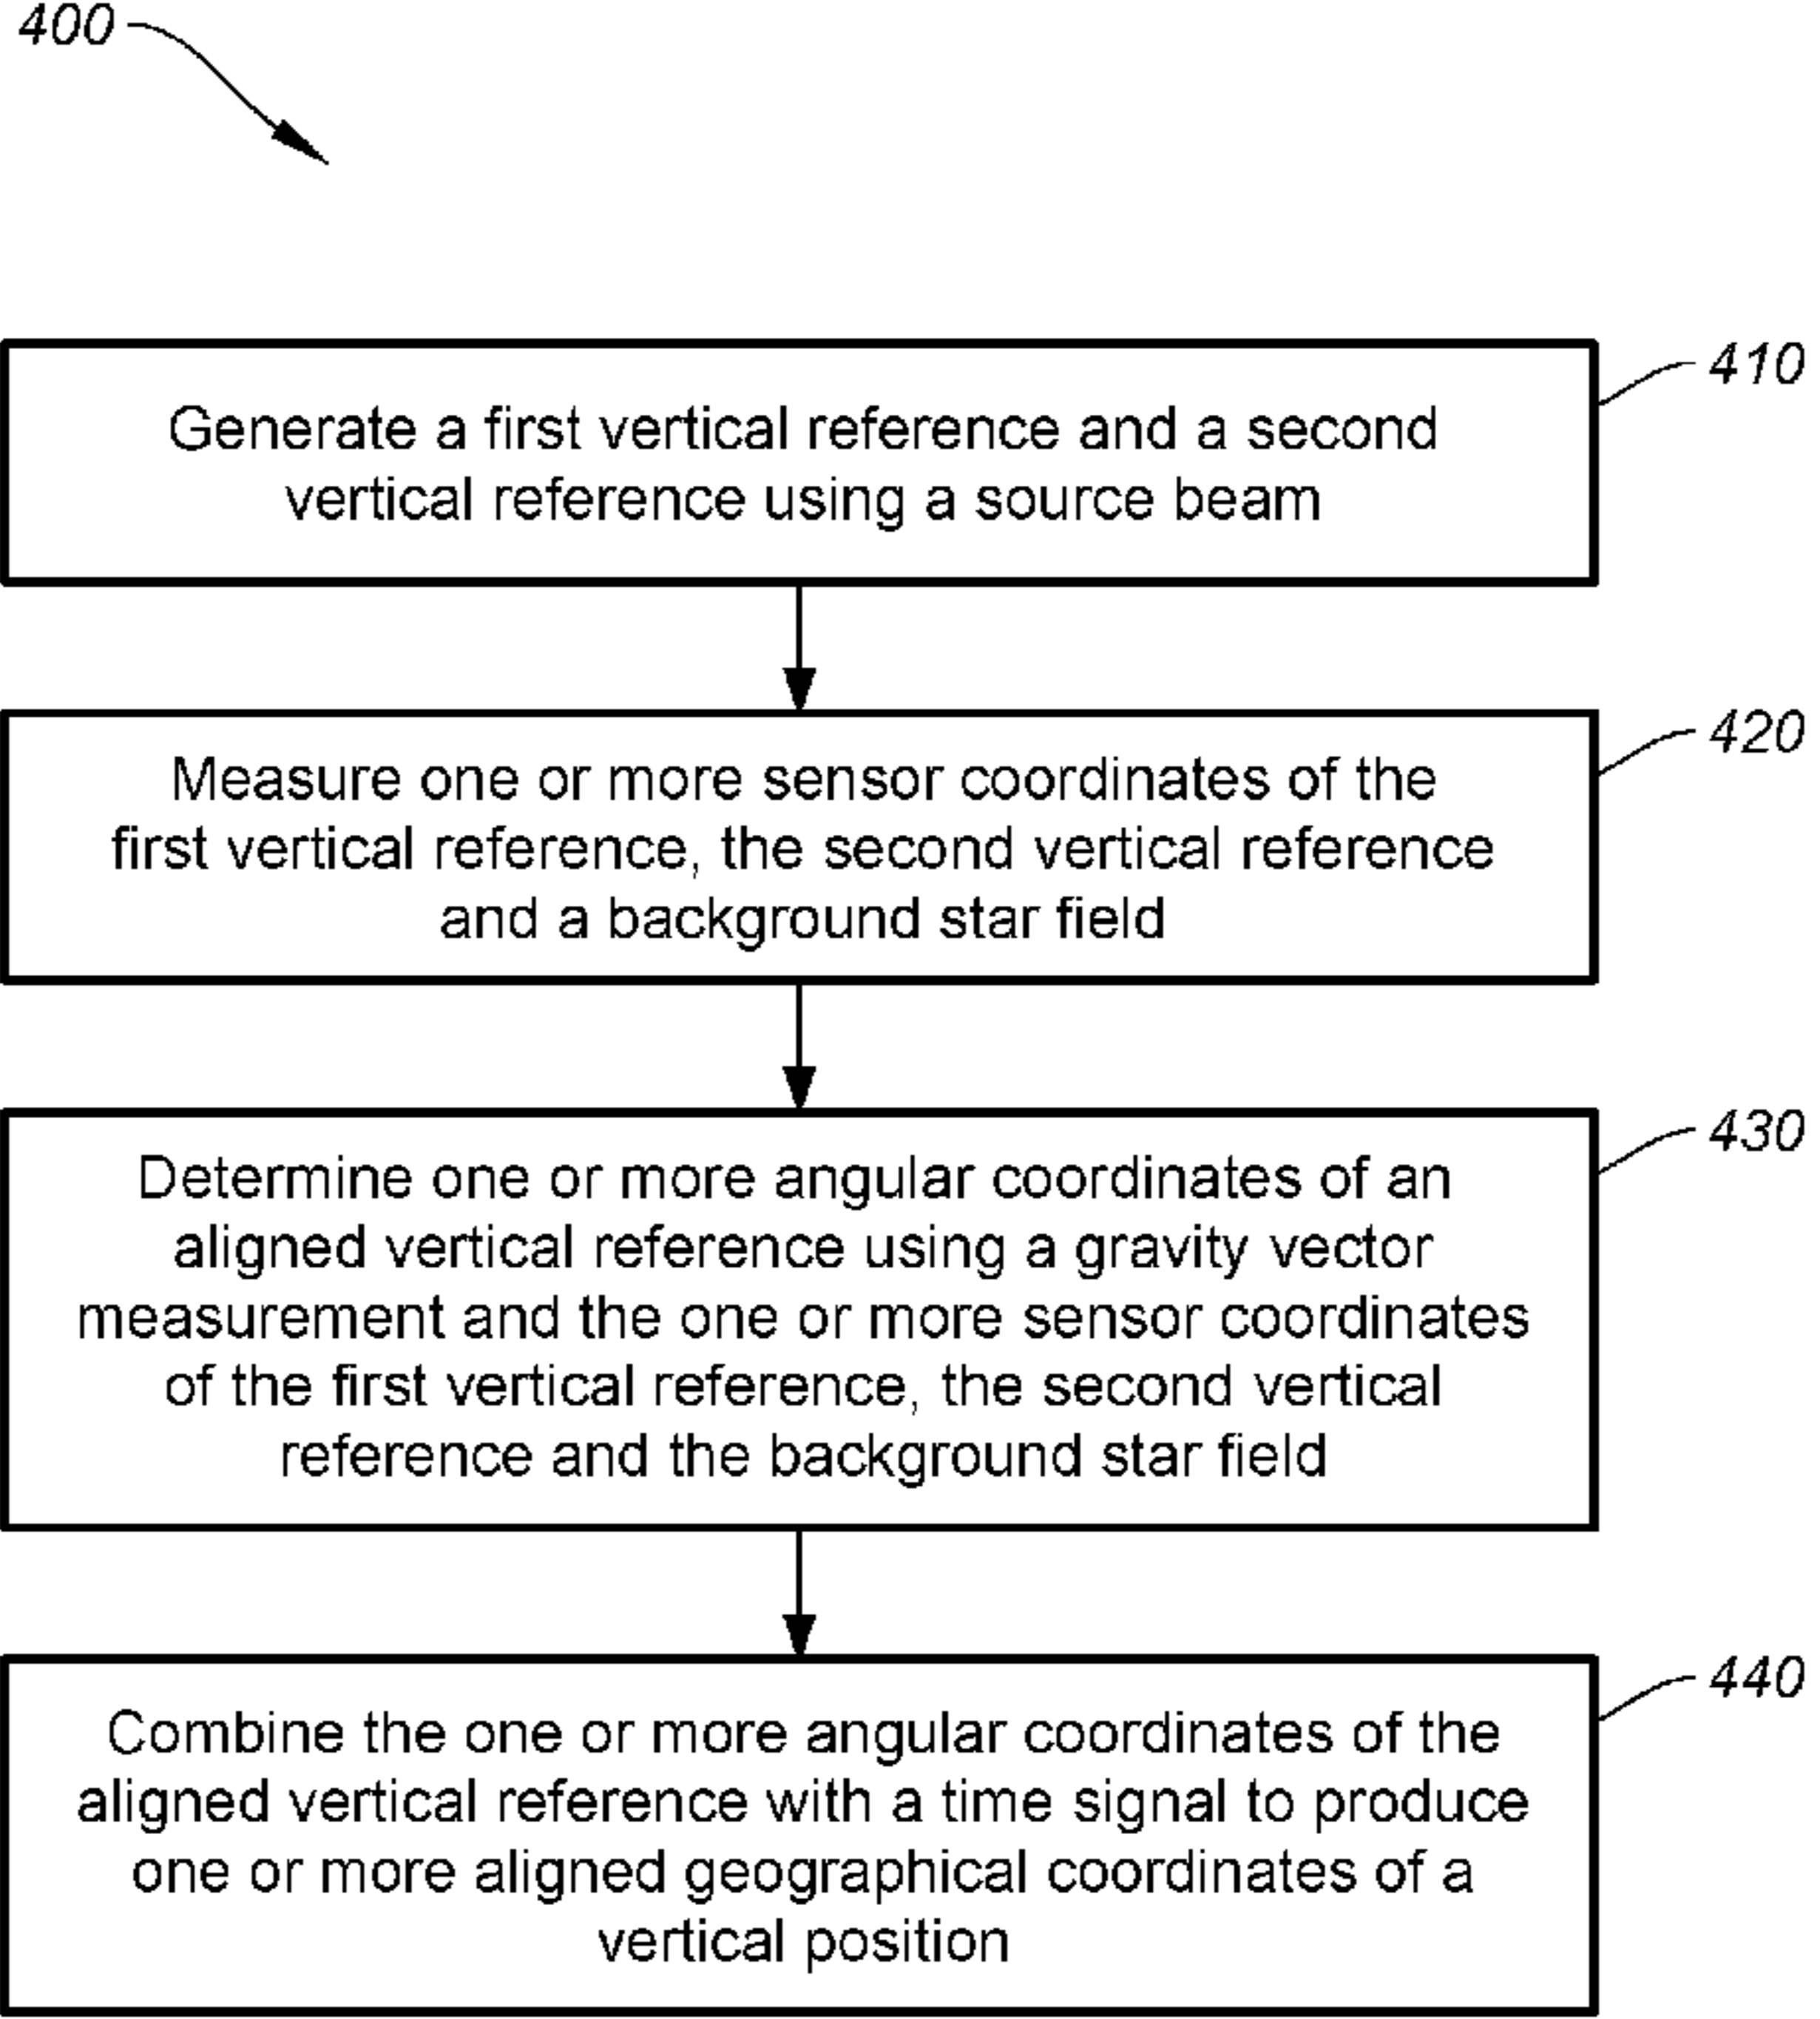 400
410
Generate a first vertical reference and a second
vertical reference using a source beam
420
Measure one or more sensor coordinates of the
first vertical reference, the second vertical reference
and a background star field
430
Determine one or more angular coordinates of an
aligned vertical reference using a gravity vector
measurement and the one or more sensor coordinates
of the first vertical reference, the second vertical
reference and the background star field
440
Combine the one or more angular coordinates of the
aligned vertical reference with a time signal to produce
one or more aligned geographical coordinates of a
vertical position